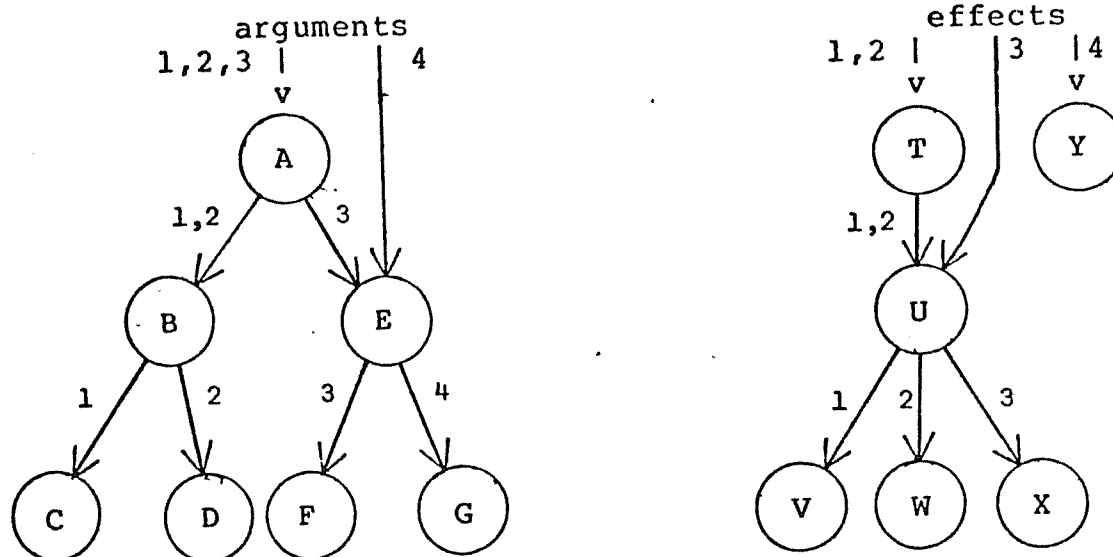 arguments
effects
1,2,3 4
1,2 3 4
A
T Y
1,2 3
1,2
B E
U
1 2 3 4
1 2 3
C D F G
V W X